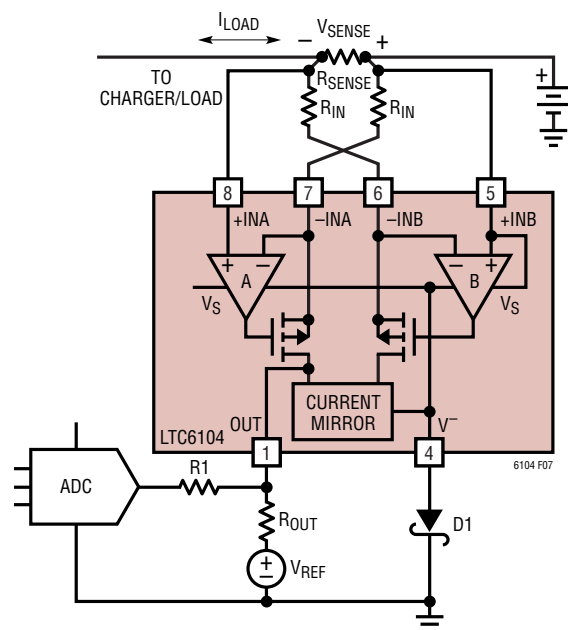 ILOAD
VSENSE
− +
RSENSE
TO
CHARGER/LOAD
RIN RIN
+
8 7 6 5
+INA −INA −INB +INB
+ − − +
A B
VS VS
CURRENT
MIRROR
OUT
LTC6104
V−
1 4
6104 F07
ADC
R1
ROUT
D1
+
−
VREF